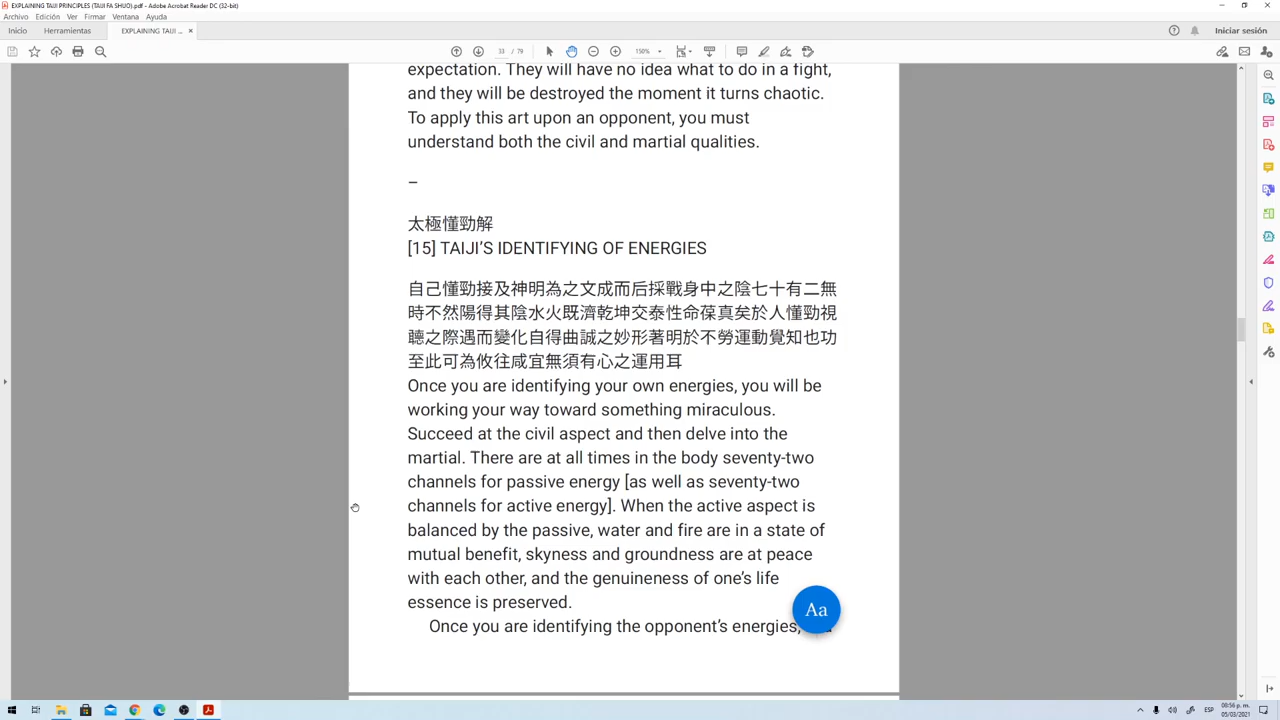 EXPLAINING TAIJI PRINCIPLES (TAIJI FA SHUO).pdf - Adobe Acrobat Reader DC (32-bit)
Archivo Edición Ver Firmar Ventana Ayuda
Inicio Herramientas EXPLAINING TAIJI ... × Iniciar sesión
33 / 79 150%
expectation. They will have no idea what to do in a fight,
and they will be destroyed the moment it turns chaotic.
To apply this art upon an opponent, you must
understand both the civil and martial qualities.
–
太極懂勁解
[15] TAIJI’S IDENTIFYING OF ENERGIES
自己懂勁接及神明為之文成而后採戰身中之陰七十有二無
時不然陽得其陰水火既濟乾坤交泰性命葆真矣於人懂勁視
聽之際遇而變化自得曲誠之妙形著明於不勞運動覺知也功
至此可為攸往咸宜無須有心之運用耳
Once you are identifying your own energies, you will be
working your way toward something miraculous.
Succeed at the civil aspect and then delve into the
martial. There are at all times in the body seventy-two
channels for passive energy [as well as seventy-two
channels for active energy]. When the active aspect is
balanced by the passive, water and fire are in a state of
mutual benefit, skyness and groundness are at peace
with each other, and the genuineness of one’s life
essence is preserved.
Once you are identifying the opponent’s energies,
Aa
ESP
08:56 p. m.
05/03/2021